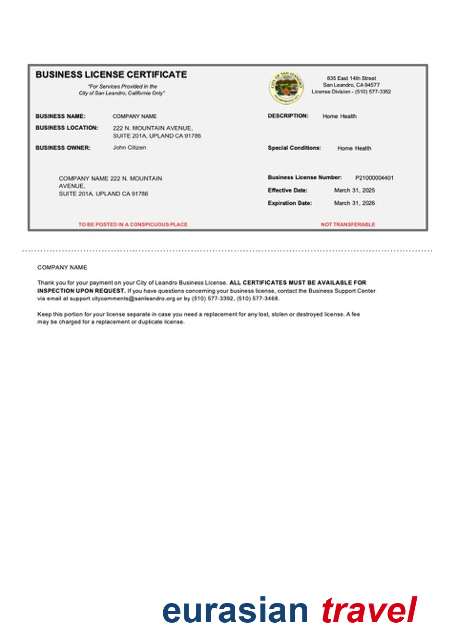 BUSINESS LICENSE CERTIFICATE
"For Services Provided in the
City of San Leandro, California Only"
835 East 14th Street
San Leandro, CA 94577
License Division - (510) 577-3392
BUSINESS NAME: COMPANY NAME
DESCRIPTION: Home Health
BUSINESS LOCATION: 222 N. MOUNTAIN AVENUE,
SUITE 201A, UPLAND CA 91786
BUSINESS OWNER: John Citizen
Special Conditions: Home Health
COMPANY NAME 222 N. MOUNTAIN
AVENUE,
SUITE 201A. UPLAND CA 91786
Business License Number: P21000004401
Effective Date: March 31, 2025
Expiration Date: March 31, 2026
TO BE POSTED IN A CONSPICUOUS PLACE
NOT TRANSFERABLE
COMPANY NAME
Thank you for your payment on your City of Leandro Business License. ALL CERTIFICATES MUST BE AVAILABLE FOR
INSPECTION UPON REQUEST. If you have questions concerning your business license, contact the Business Support Center
via email at support citycomments@sanleandro.org or by (510) 577-3392, (510) 577-3468.
Keep this portion for your license separate in case you need a replacement for any lost, stolen or destroyed license. A fee
may be charged for a replacement or duplicate license.
eurasian travel